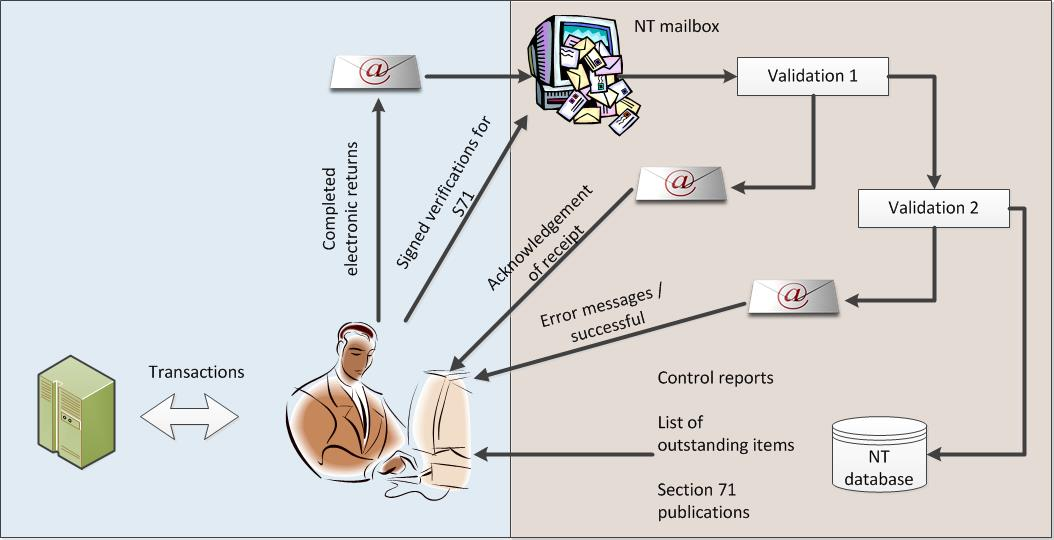 NT mailbox
Validation 1
Completed
electronic returns
Signed verifications for
S71
Acknowledgement
of receipt
Validation 2
Error messages /
successful
Transactions
Control reports
List of
outstanding items
Section 71
publications
NT
database
@
@
@